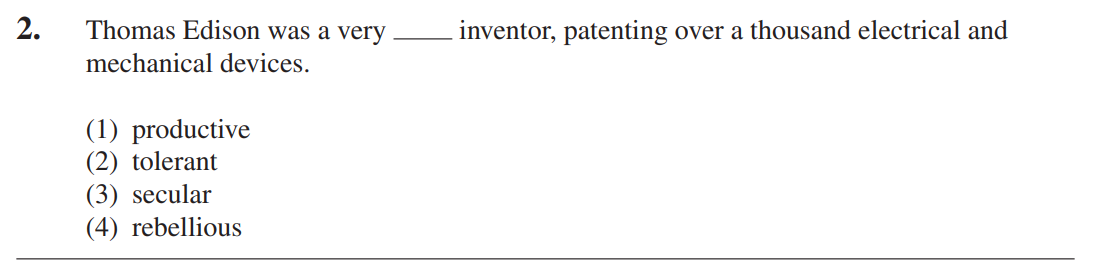 2. Thomas Edison was a very ____ inventor, patenting over a thousand electrical and
mechanical devices.
(1) productive
(2) tolerant
(3) secular
(4) rebellious